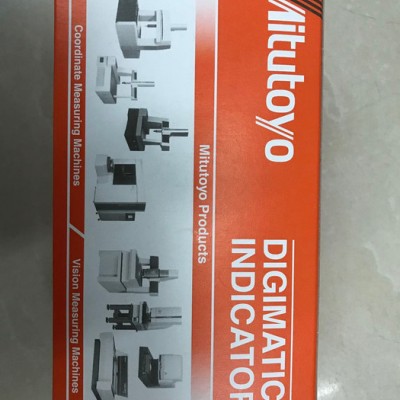 Mitutoyo
DIGIMATIC
INDICATOR
Mitutoyo Products
Coordinate Measuring Machines / Vision Measuring Machines